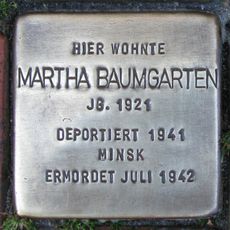 HIER WOHNTE
MARTHA BAUMGARTEN
JG. 1921
DEPORTIERT 1941
MINSK
ERMORDET JULI 1942